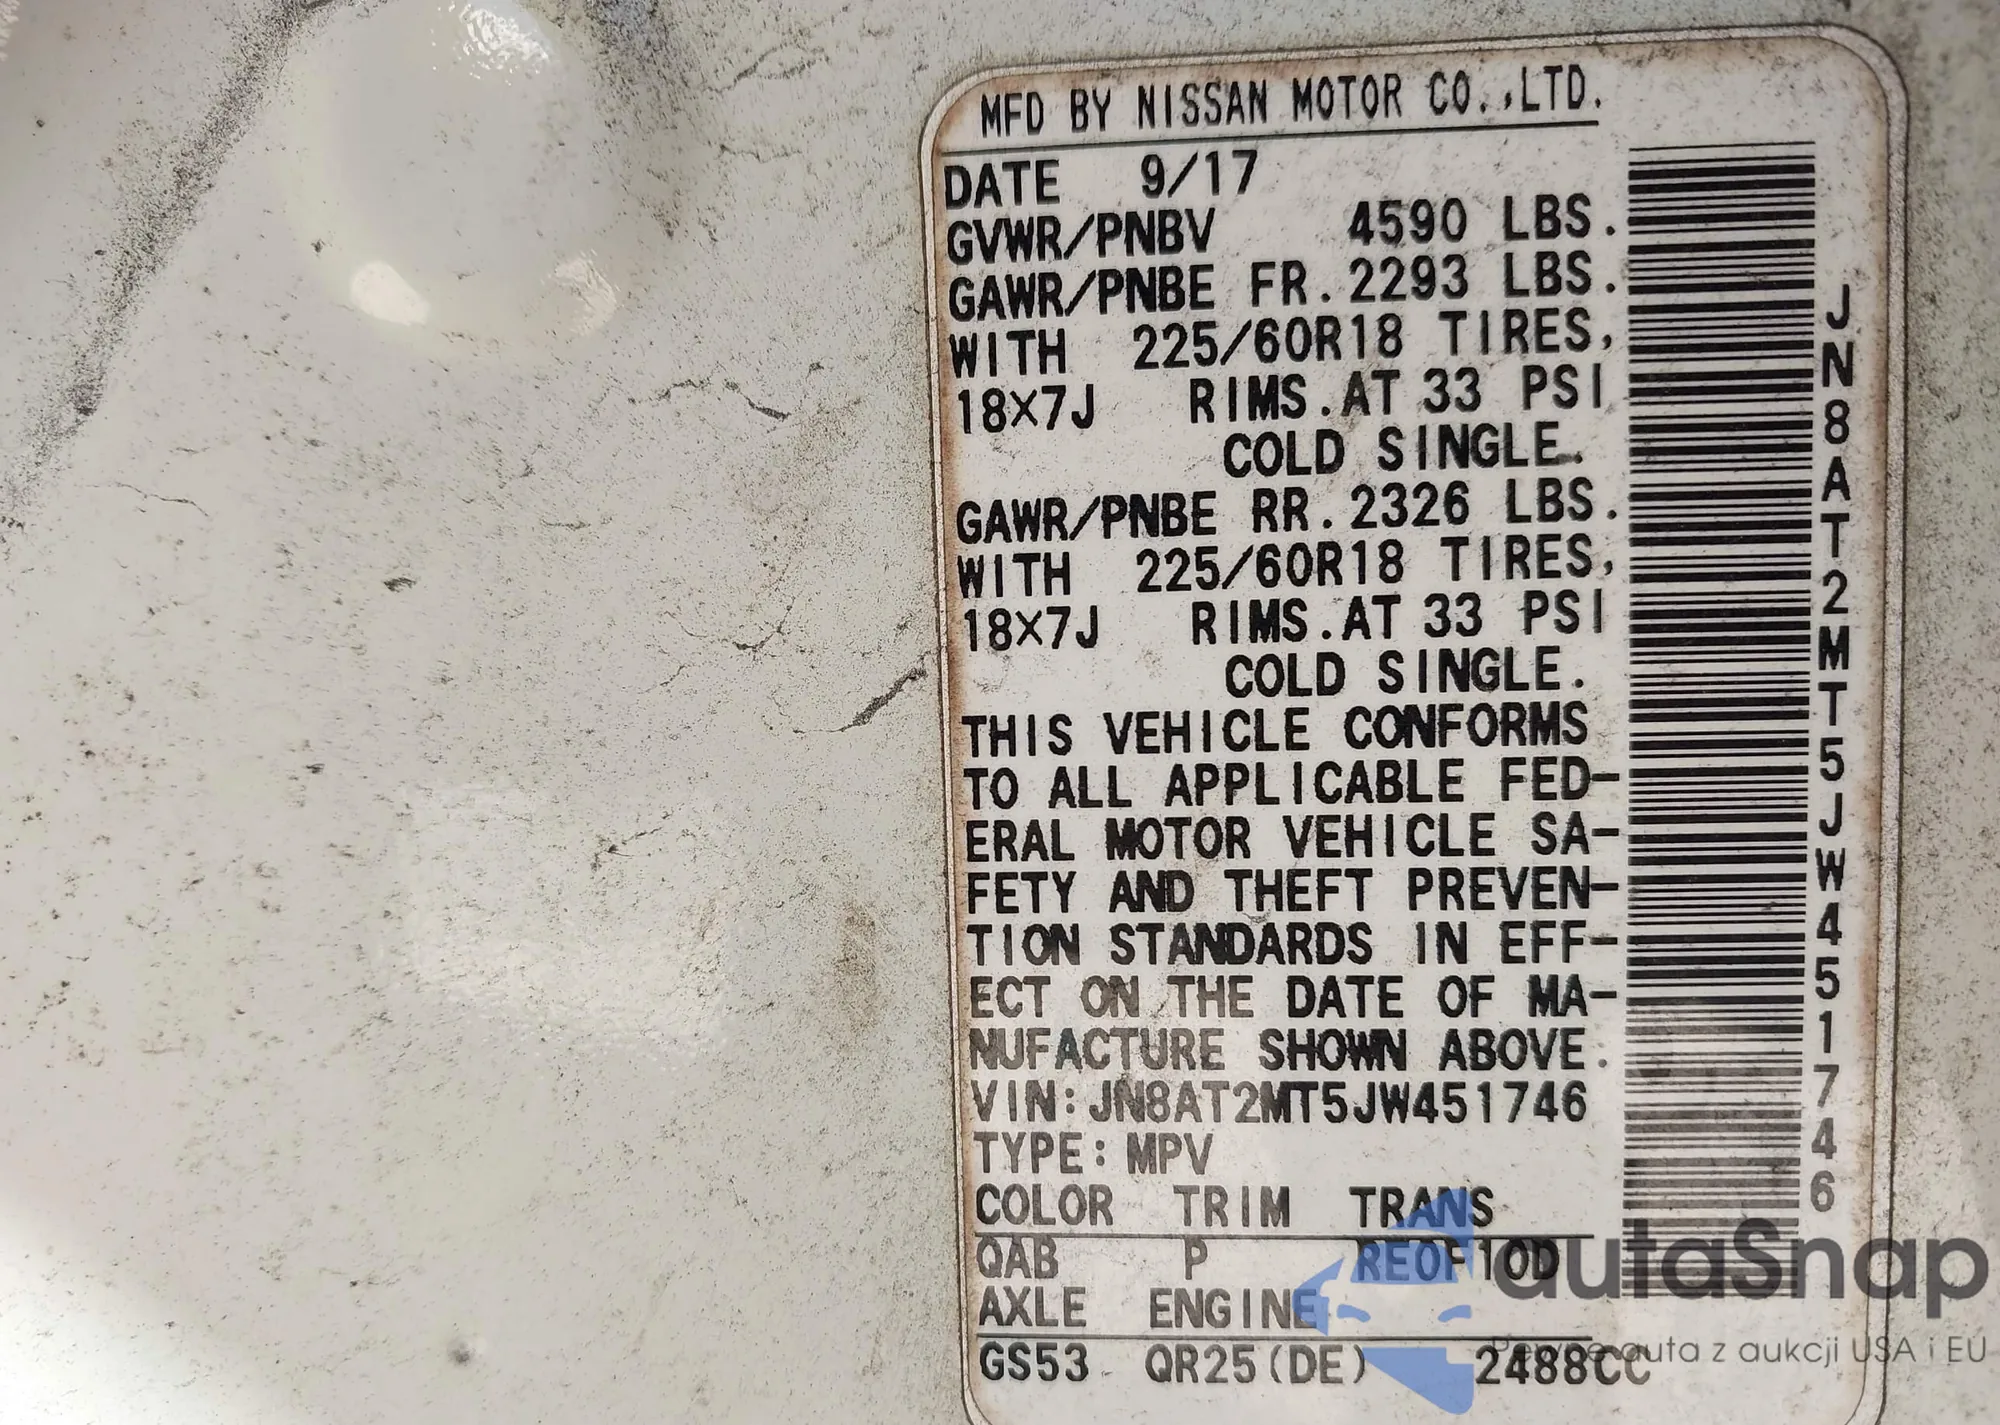 MFD BY NISSAN MOTOR CO.,LTD.
DATE 9/17
GVWR/PNBV 4590 LBS.
GAWR/PNBE FR. 2293 LBS.
WITH 225/60R18 TIRES,
18X7J RIMS. AT 33 PSI
COLD SINGLE.
GAWR/PNBE RR. 2326 LBS.
WITH 225/60R18 TIRES,
18X7J RIMS. AT 33 PSI
COLD SINGLE.
THIS VEHICLE CONFORMS
TO ALL APPLICABLE FED-
ERAL MOTOR VEHICLE SA-
FETY AND THEFT PREVEN-
TION STANDARDS IN EFF-
ECT ON THE DATE OF MA-
NUFACTURE SHOWN ABOVE.
VIN:JN8AT2MT5JW451746
TYPE:MPV
COLOR TRIM TRANS
QAB P RE0F10D
AXLE ENGINE
GS53 QR25(DE) 2488CC
JN8AT2MT5JW451746
autaSnap
Pewne auta z aukcji USA i EU